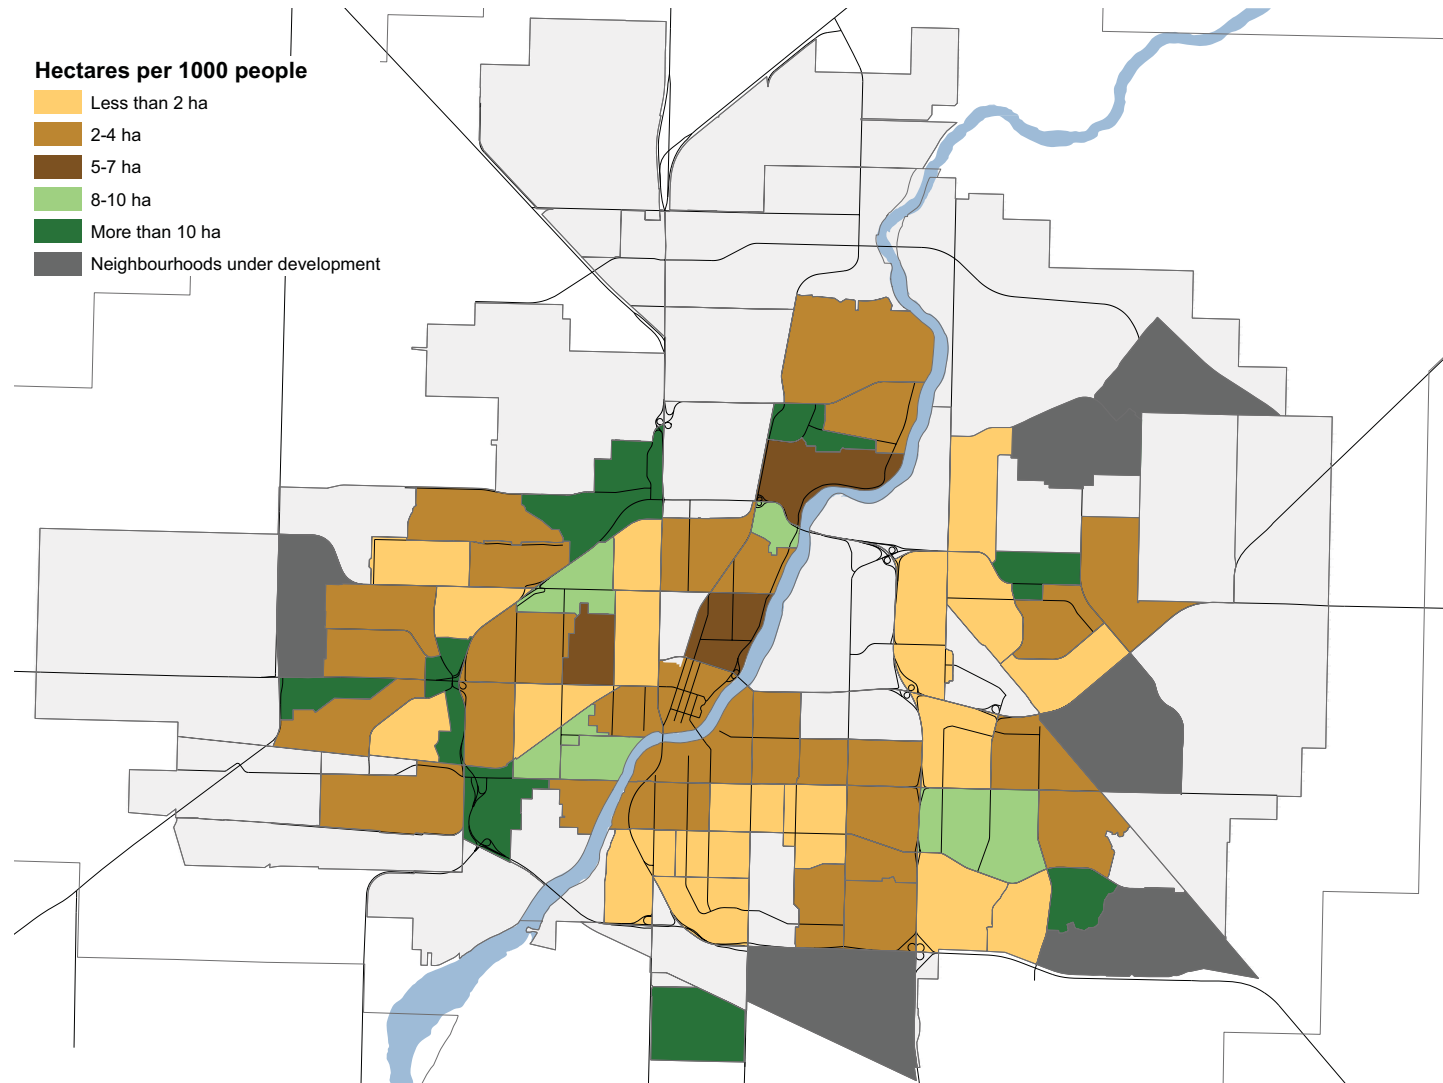 Hectares per 1000 people
Less than 2 ha
2-4 ha
5-7 ha
8-10 ha
More than 10 ha
Neighbourhoods under development